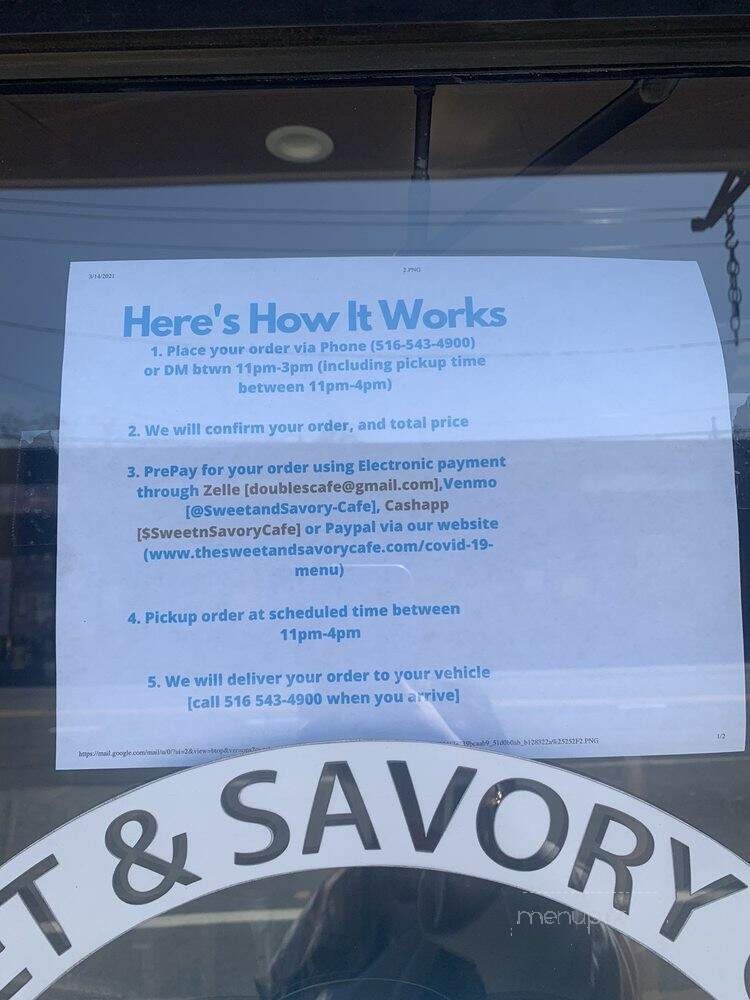 3/14/2021 2.PNG
Here's How It Works
1. Place your order via Phone (516-543-4900)
or DM btwn 11pm-3pm (including pickup time
between 11pm-4pm)
2. We will confirm your order, and total price
3. PrePay for your order using Electronic payment
through Zelle [doublescafe@gmail.com],Venmo
[@SweetandSavory-Cafe], Cashapp
[$SweetnSavoryCafe] or Paypal via our website
(www.thesweetandsavorycafe.com/covid-19-
menu)
4. Pickup order at scheduled time between
11pm-4pm
5. We will deliver your order to your vehicle
[call 516 543-4900 when you arrive]
1/2
& SAVORY